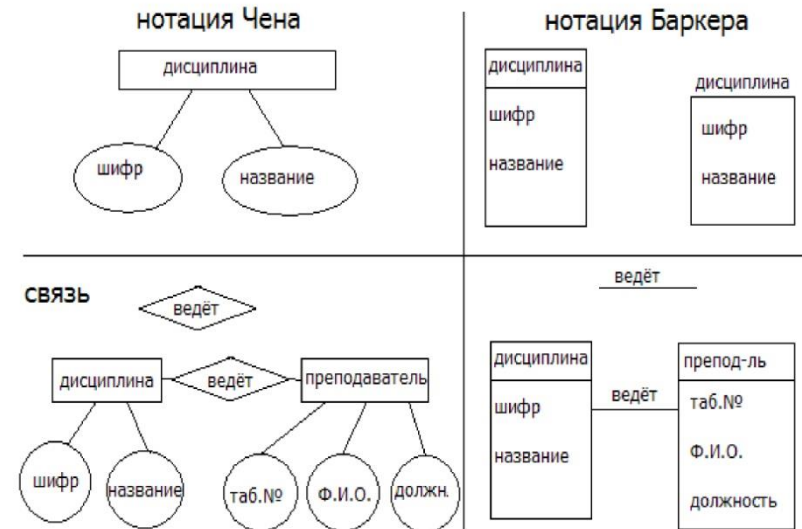 нотация Чена
дисциплина
шифр
название
нотация Баркера
дисциплина
шифр
название
дисциплина
шифр
название
связь
ведёт
дисциплина
ведёт
преподаватель
шифр
название
таб.№
Ф.И.О.
должн.
ведёт
дисциплина
шифр
название
ведёт
препод-ль
таб.№
Ф.И.О.
должность